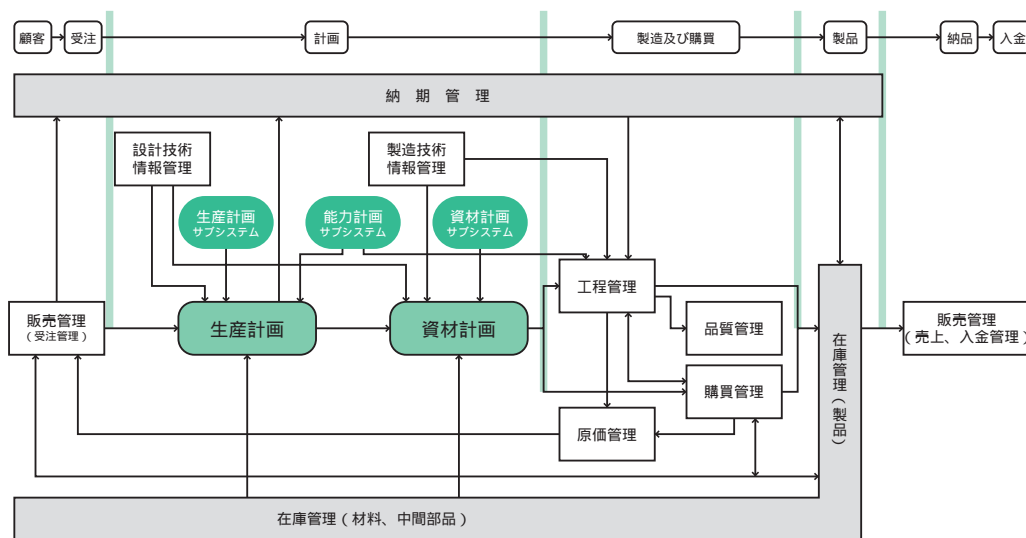 顧客
受注
計画
製造及び購買
製品
納品
入金
納期管理
設計技術
情報管理
製造技術
情報管理
生産計画
サブシステム
能力計画
サブシステム
資材計画
サブシステム
工程管理
販売管理
(受注管理)
生産計画
資材計画
品質管理
販売管理
(売上、入金管理)
購買管理
在庫管理(製品)
原価管理
在庫管理(材料、中間部品)